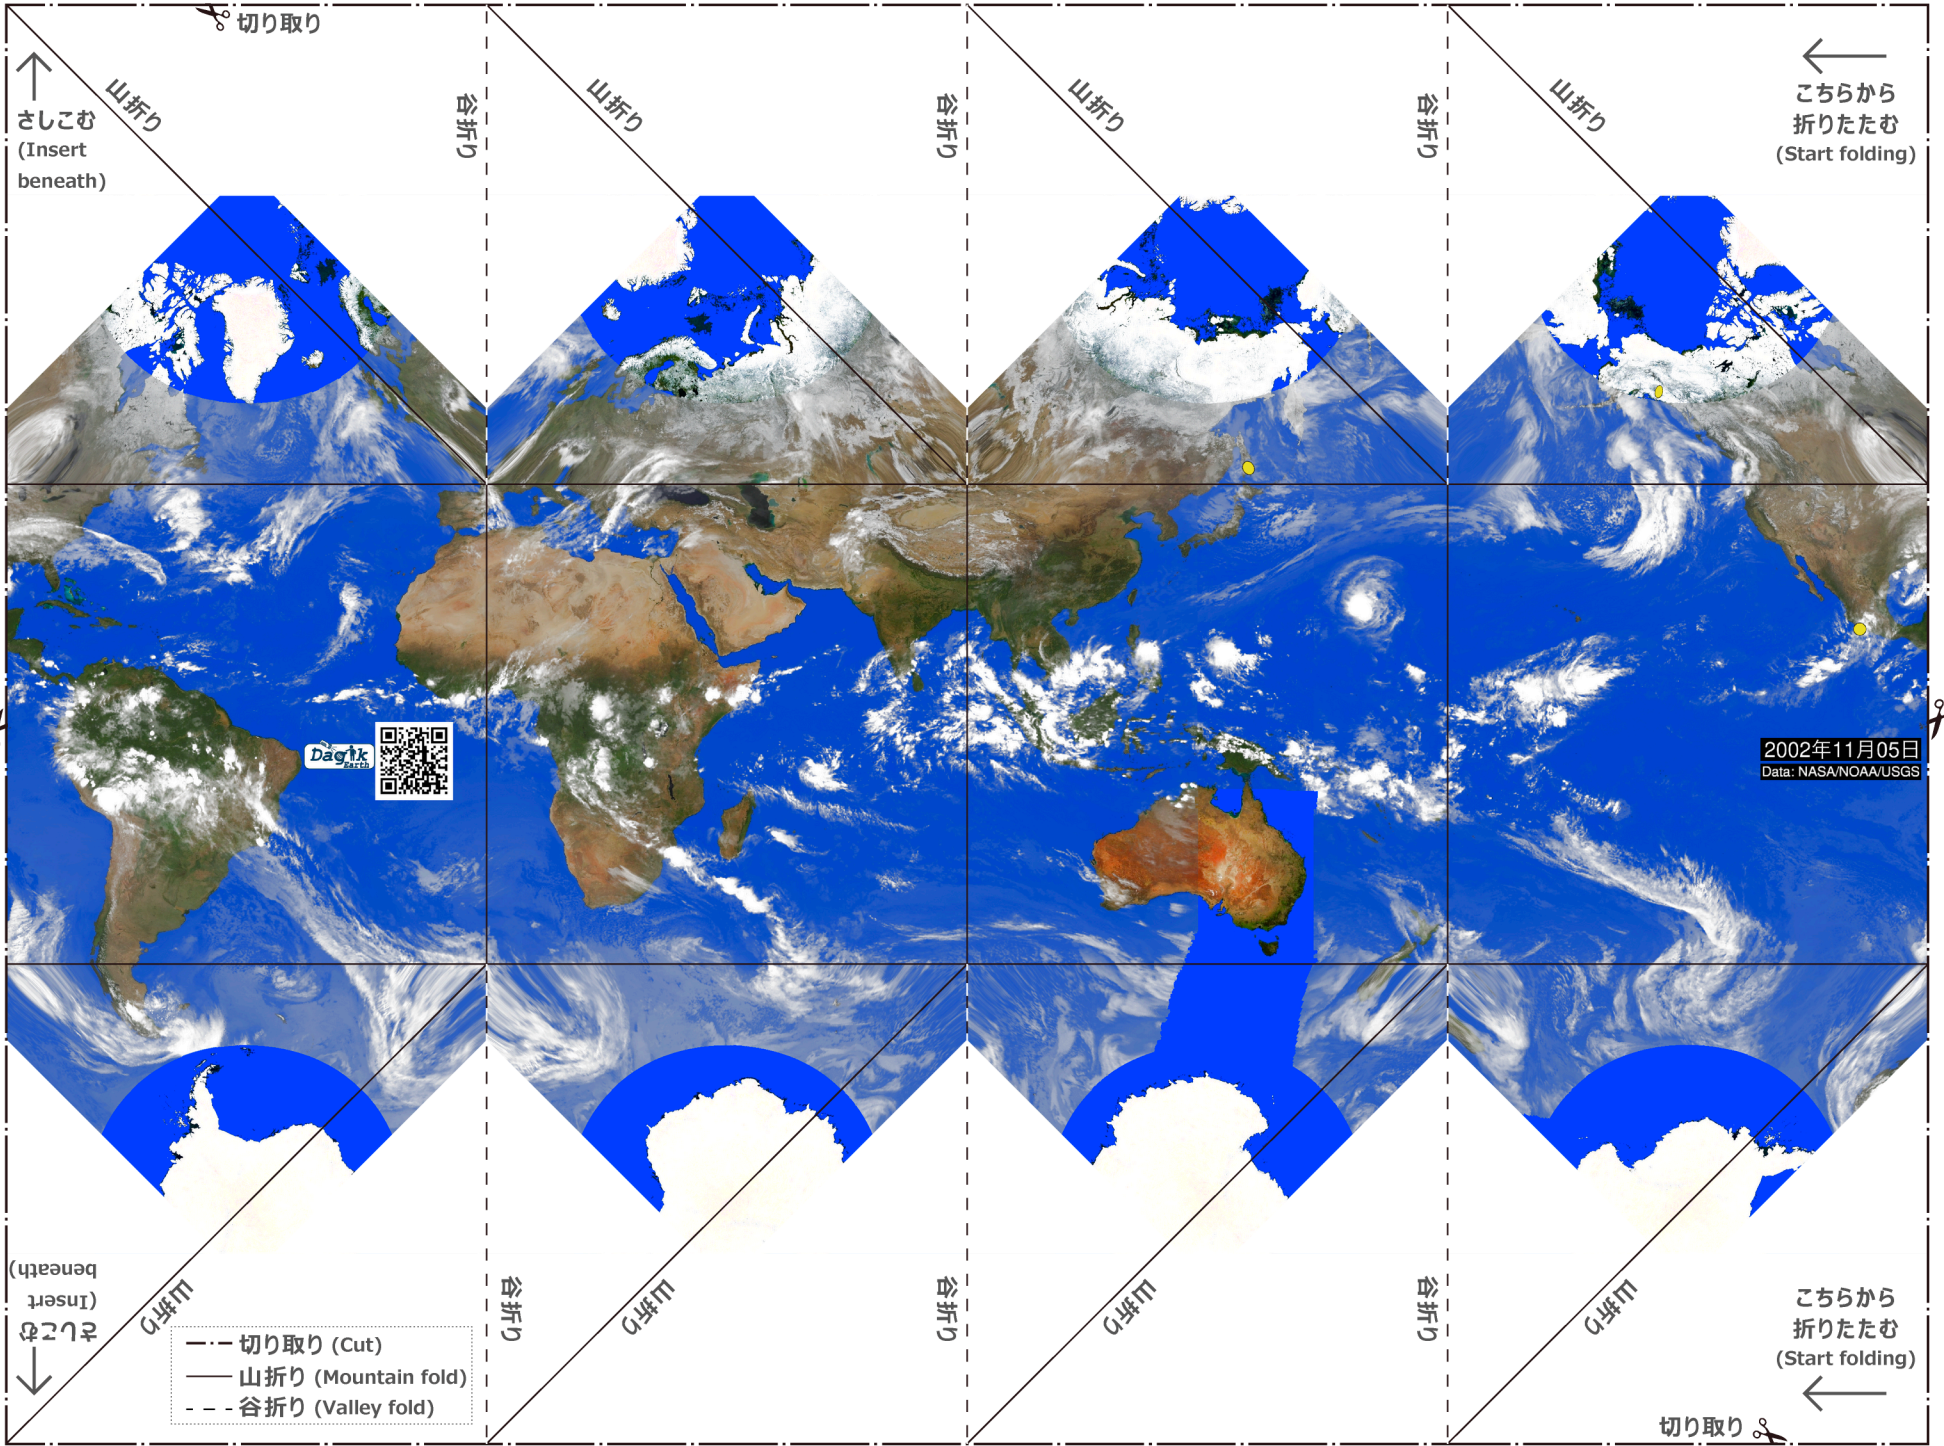 切り取り
さしこむ
(Insert
beneath)
山折り
谷折り
山折り
谷折り
山折り
谷折り
山折り
こちらから
折りたたむ
(Start folding)
Dagik
Earth
2002年11月05日
Data: NASA/NOAA/USGS
さしこむ
(Insert
beneath)
山折り
谷折り
山折り
谷折り
山折り
谷折り
山折り
こちらから
折りたたむ
(Start folding)
切り取り (Cut)
山折り (Mountain fold)
谷折り (Valley fold)
切り取り